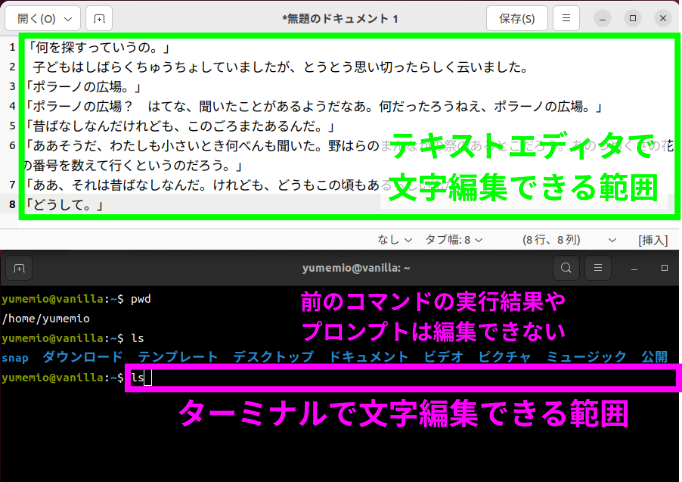 開く(O)
*無題のドキュメント 1
保存(S)
1 「何を探すっていうの。」
2 　子どもはしばらくちゅうちょしていましたが、とうとう思い切ったらしく云いました。
3 「ポラーノの広場。」
4 「ポラーノの広場？　はてな、聞いたことがあるようだなあ。何だったろうねえ、ポラーノの広場。」
5 「昔ばなしなんだけれども、このごろまたあるんだ。」
6 「ああそうだ、わたしも小さいとき何べんも聞いた。野はらの
の番号を数えて行くというのだろう。」
7 「ああ、それは昔ばなしなんだ。けれども、どうもこの頃もあ
8 「どうして。」
テキストエディタで
文字編集できる範囲
なし タブ幅: 8 (8 行、8 列) [挿入]
yumemio@vanilla: ~
yumemio@vanilla:~$ pwd
/home/yumemio
yumemio@vanilla:~$ ls
snap ダウンロード テンプレート デスクトップ ドキュメント ビデオ ピクチャ ミュージック 公開
yumemio@vanilla:~$ ls
前のコマンドの実行結果や
プロンプトは編集できない
ターミナルで文字編集できる範囲